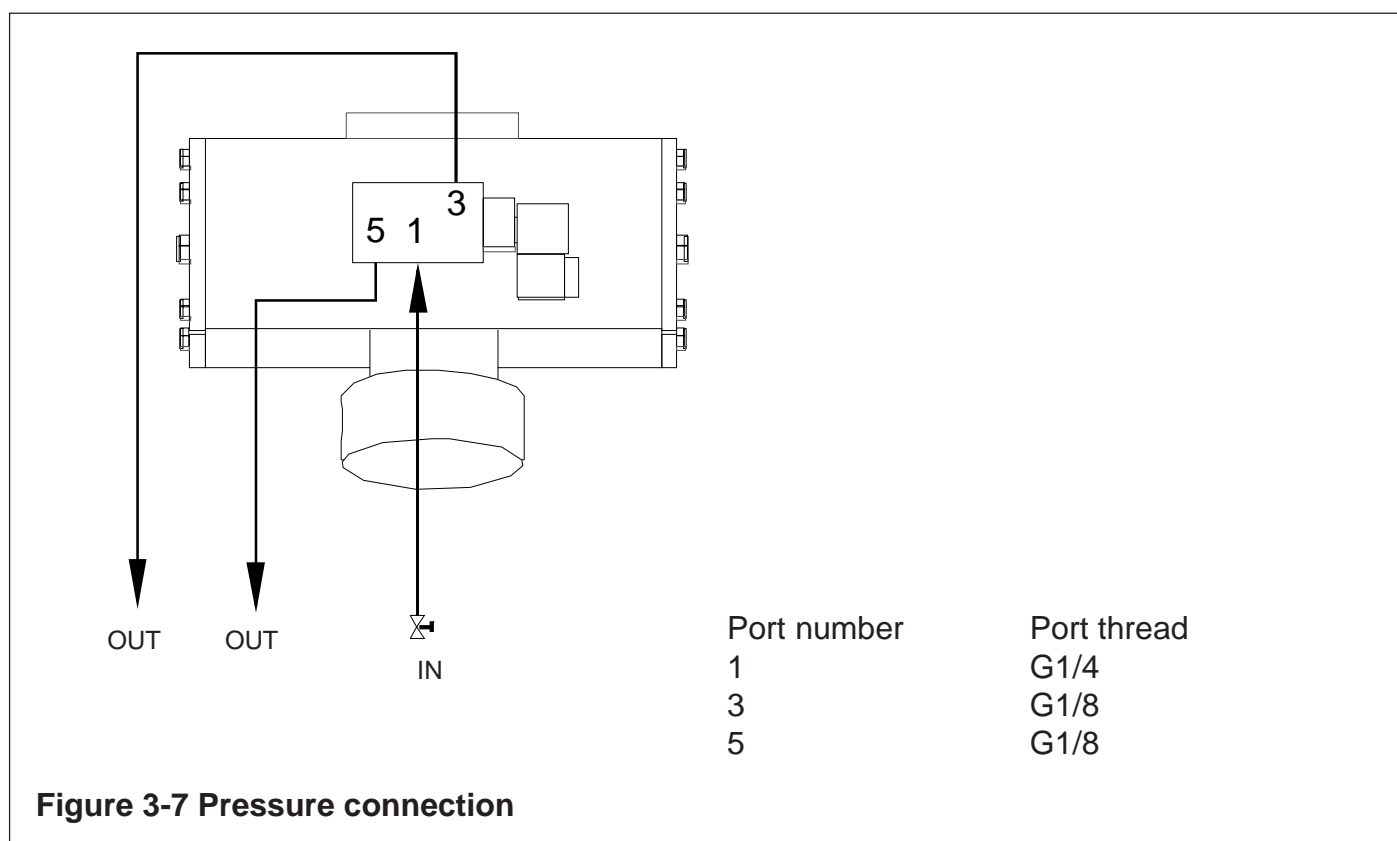 3
5 1
OUT OUT
IN
Port number Port thread
1 G1/4
3 G1/8
5 G1/8
Figure 3-7 Pressure connection